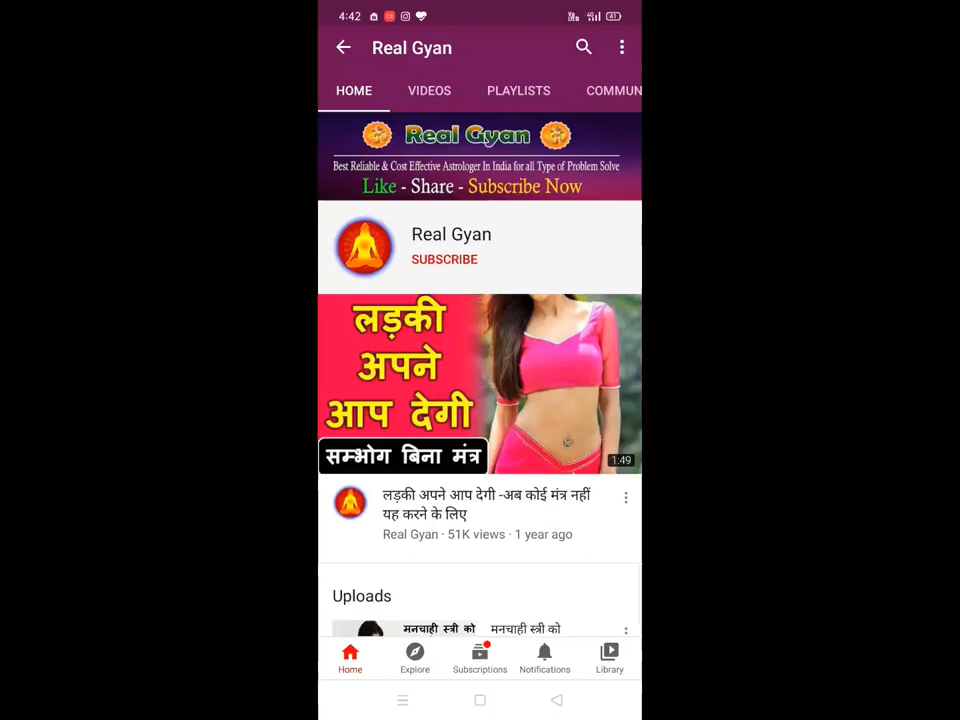 4:42
41
Real Gyan
HOME VIDEOS PLAYLISTS COMMUN
Real Gyan
Best Reliable & Cost Effective Astrologer In India for all Type of Problem Solve
Like - Share - Subscribe Now
Real Gyan
SUBSCRIBE
लड़की
अपने
आप देगी
सम्भोग बिना मंत्र
1:49
लड़की अपने आप देगी -अब कोई मंत्र नहीं
यह करने के लिए
Real Gyan · 51K views · 1 year ago
Uploads
मनचाही स्त्री को
मनचाही स्त्री को
Home Explore Subscriptions Notifications Library